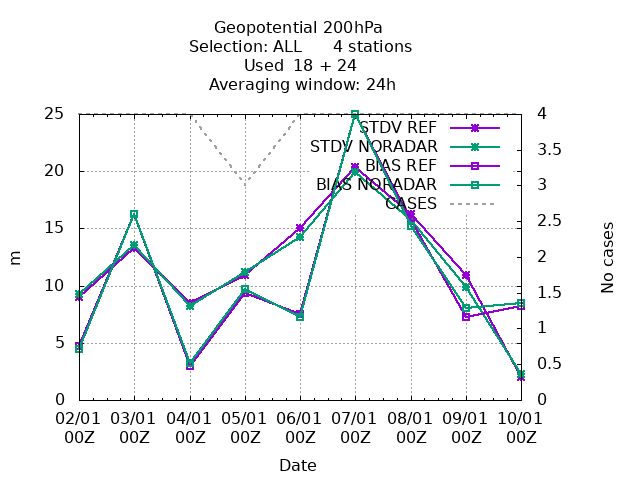 Geopotential 200hPa
Selection: ALL 4 stations
Used 18 + 24
Averaging window: 24h
25
20
15
10
5
0
m
4
3.5
3
2.5
2
1.5
1
0.5
0
No cases
STDV REF
STDV NORADAR
BIAS REF
BIAS NORADAR
CASES
02/01 03/01 04/01 05/01 06/01 07/01 08/01 09/01 10/01
00Z 00Z 00Z 00Z 00Z 00Z 00Z 00Z 00Z
Date